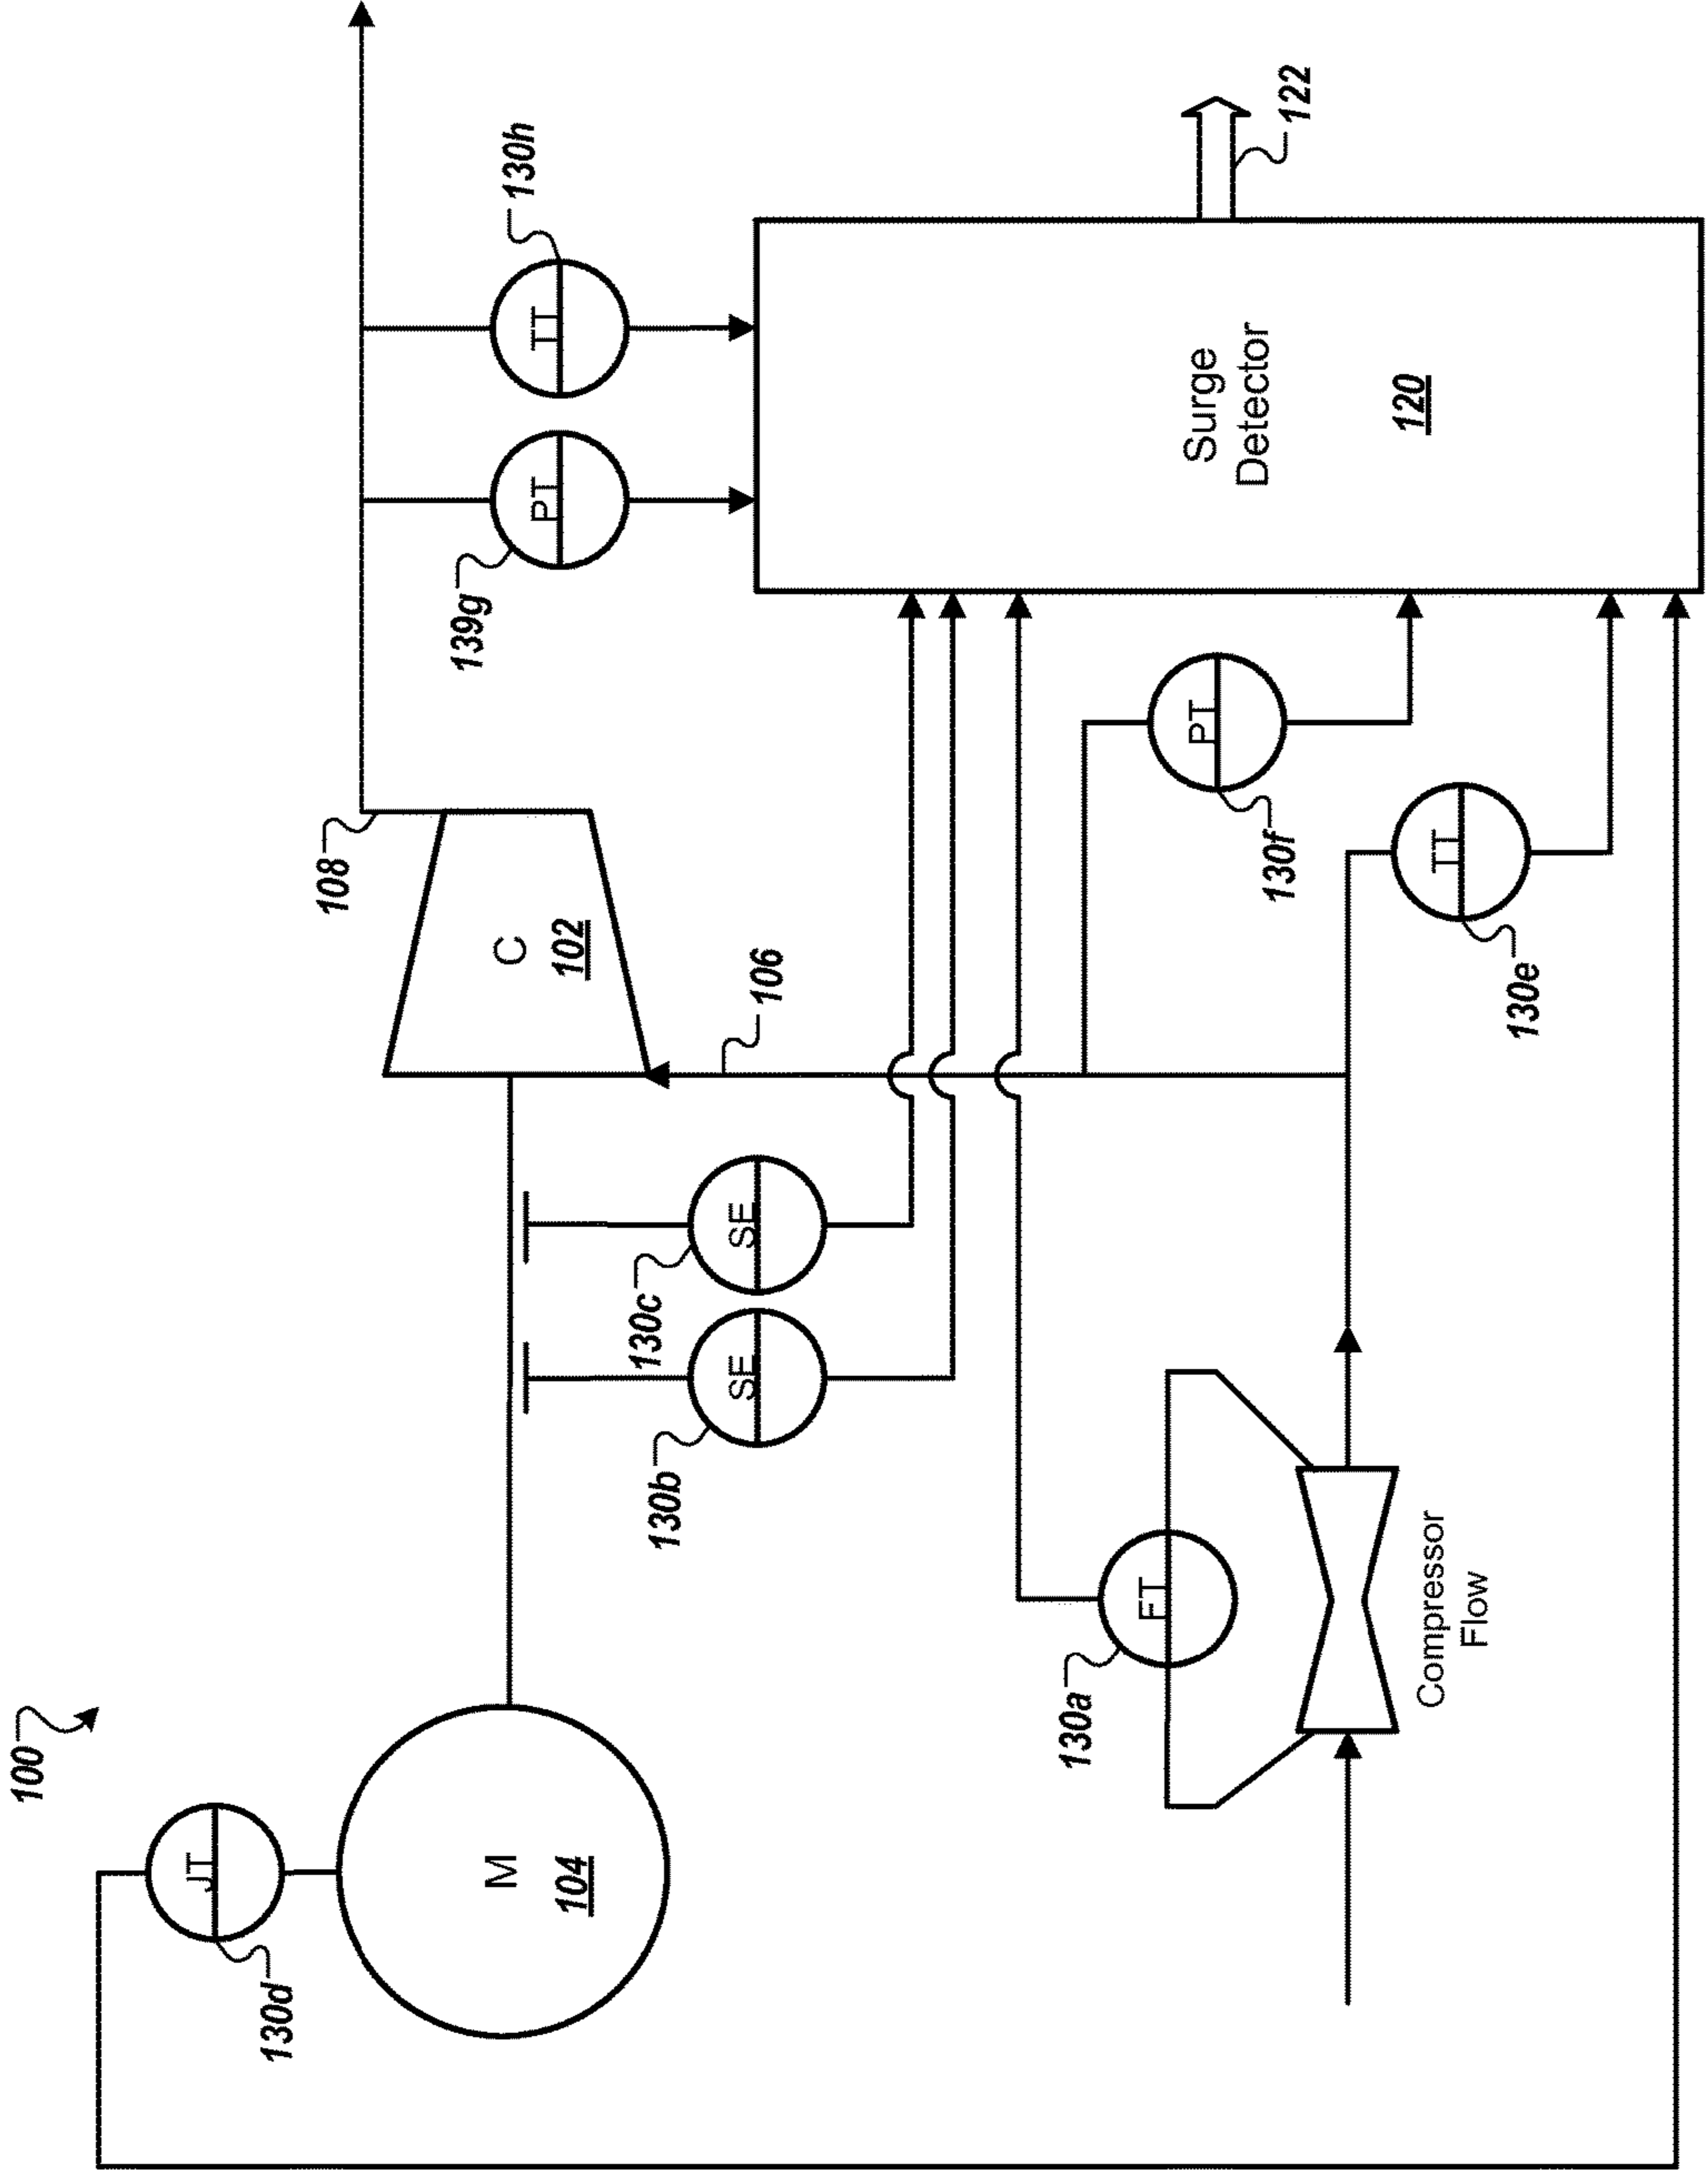 100
JT
130d
108
M
104
C
102
139g
PT
130h
TT
130b
SE
130c
SE
106
130a
FT
Compressor
Flow
PT
130f
TT
130e
Surge
Detector
120
122